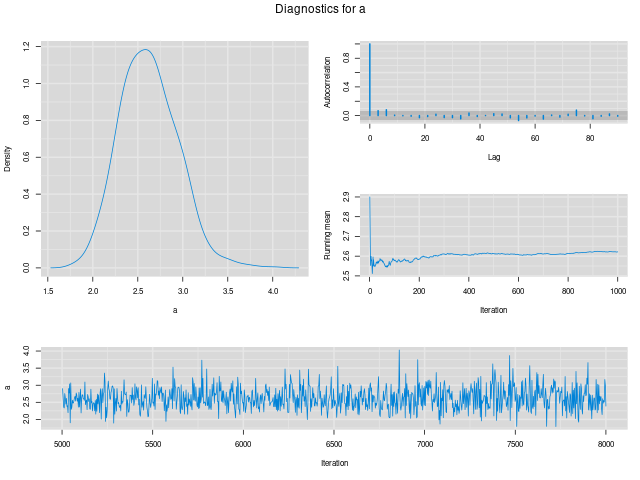 Diagnostics for a
Density
0.0 0.2 0.4 0.6 0.8 1.0 1.2
1.5 2.0 2.5 3.0 3.5 4.0
a
Autocorrelation
0.0 0.4 0.8
0 20 40 60 80
Lag
Running mean
2.5 2.6 2.7 2.8 2.9
0 200 400 600 800 1000
Iteration
a
2.0 2.5 3.0 3.5 4.0
5000 5500 6000 6500 7000 7500 8000
Iteration